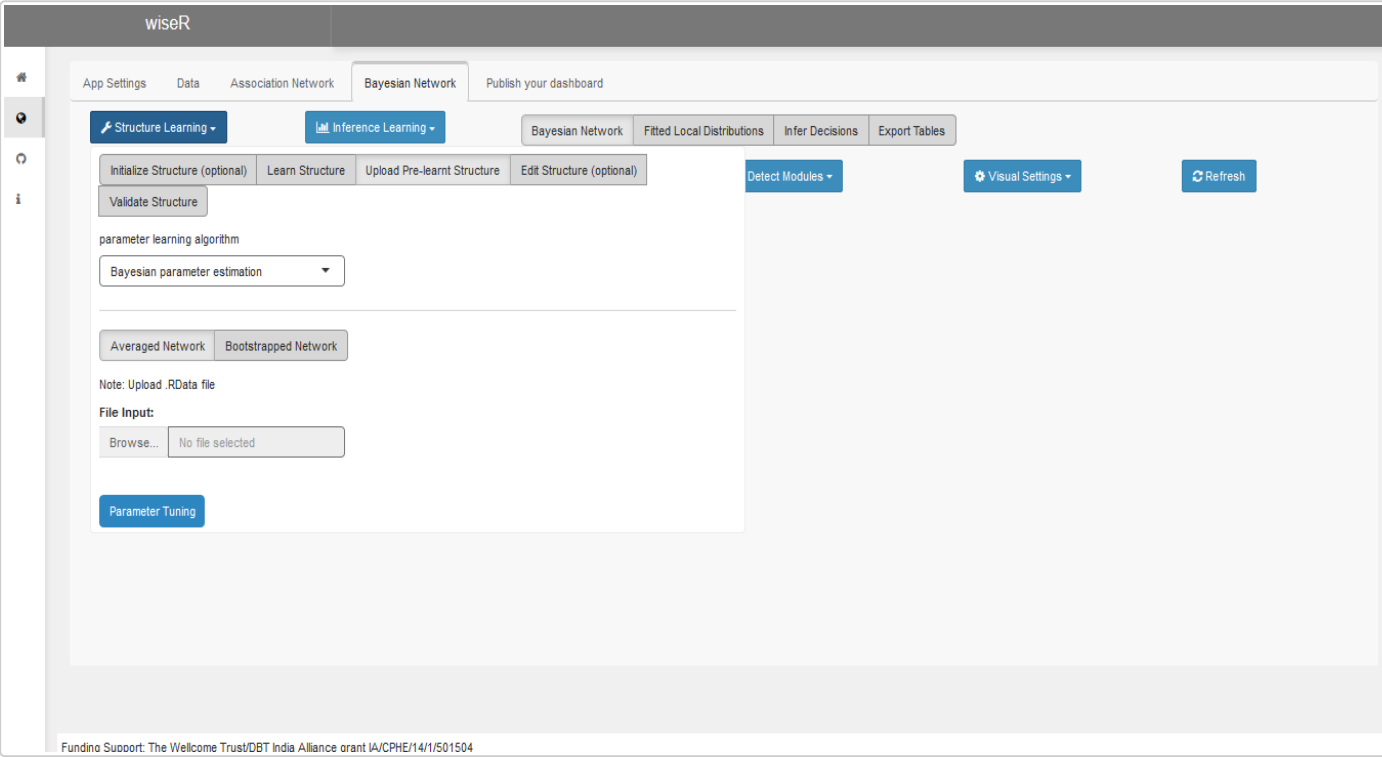 wiseR
App Settings Data Association Network Bayesian Network Publish your dashboard
Structure Learning Inference Learning Bayesian Network Fitted Local Distributions Infer Decisions Export Tables
Initialize Structure (optional) Learn Structure Upload Pre-learnt Structure Edit Structure (optional) Detect Modules Visual Settings Refresh
Validate Structure
parameter learning algorithm
Bayesian parameter estimation
Averaged Network Bootstrapped Network
Note: Upload .RData file
File Input:
Browse... No file selected
Parameter Tuning
Funding Support: The Wellcome Trust/DBT India Alliance grant IA/CPHE/14/1/501504